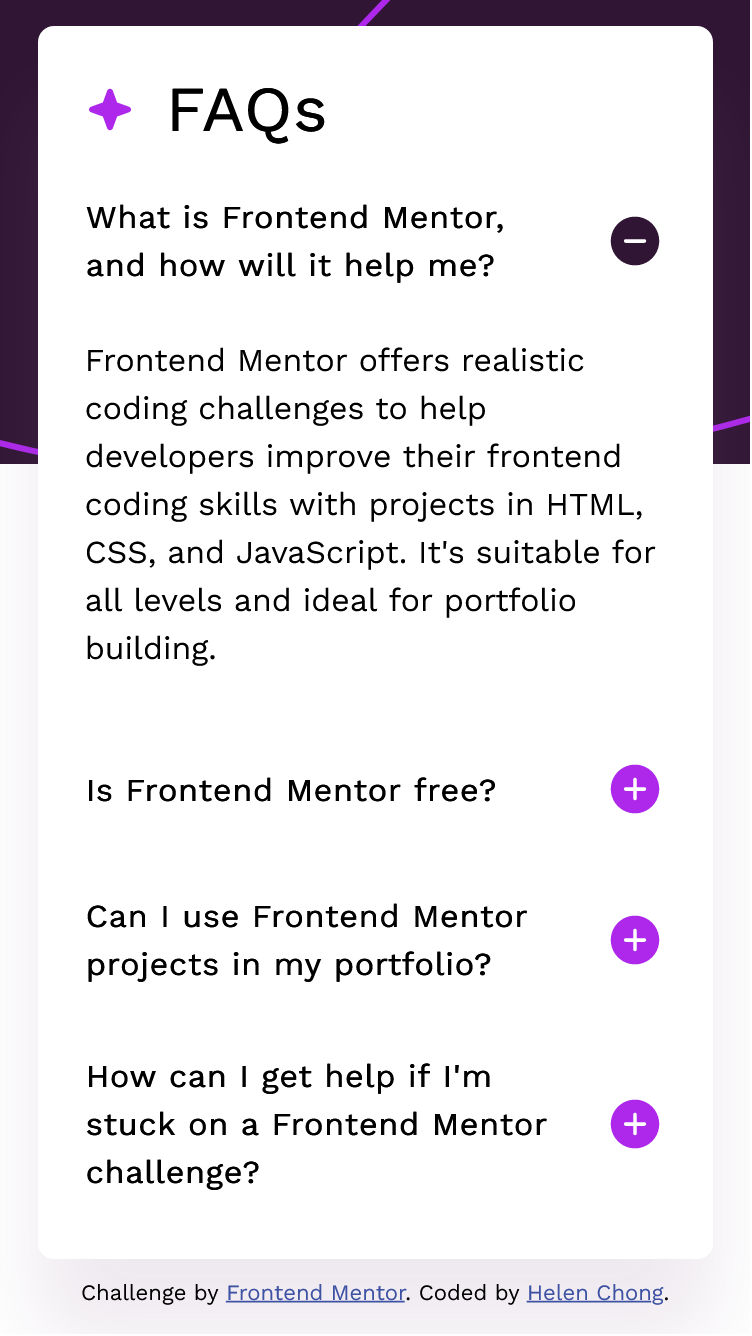 FAQs
What is Frontend Mentor,
and how will it help me?
Frontend Mentor offers realistic
coding challenges to help
developers improve their frontend
coding skills with projects in HTML,
CSS, and JavaScript. It's suitable for
all levels and ideal for portfolio
building.
Is Frontend Mentor free?
Can I use Frontend Mentor
projects in my portfolio?
How can I get help if I'm
stuck on a Frontend Mentor
challenge?
Challenge by Frontend Mentor. Coded by Helen Chong.